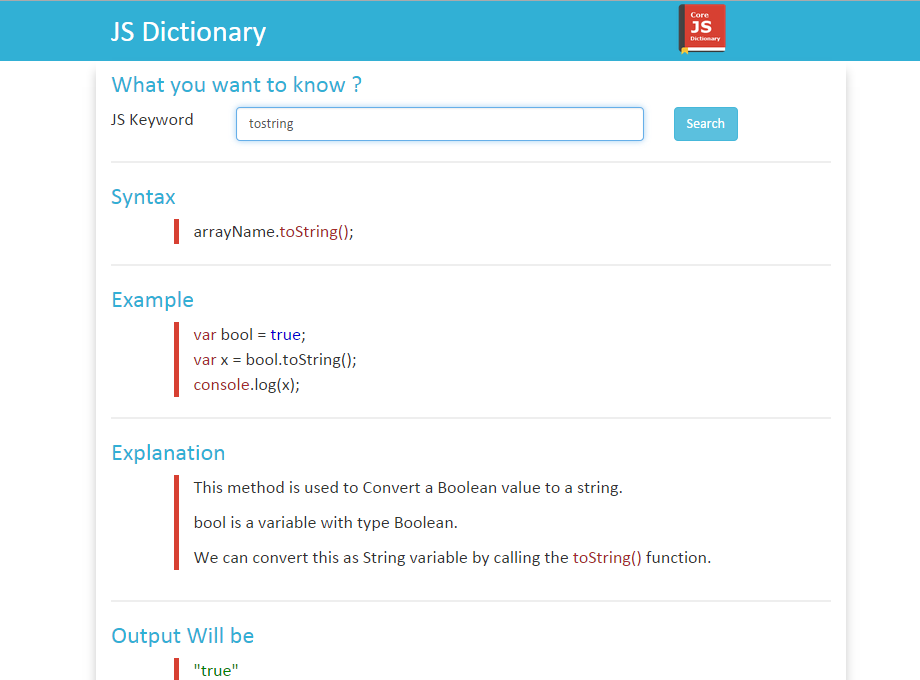 JS Dictionary
Core
JS
Dictionary
What you want to know ?
JS Keyword
tostring
Search
Syntax
arrayName.toString();
Example
var bool = true;
var x = bool.toString();
console.log(x);
Explanation
This method is used to Convert a Boolean value to a string.
bool is a variable with type Boolean.
We can convert this as String variable by calling the toString() function.
Output Will be
"true"